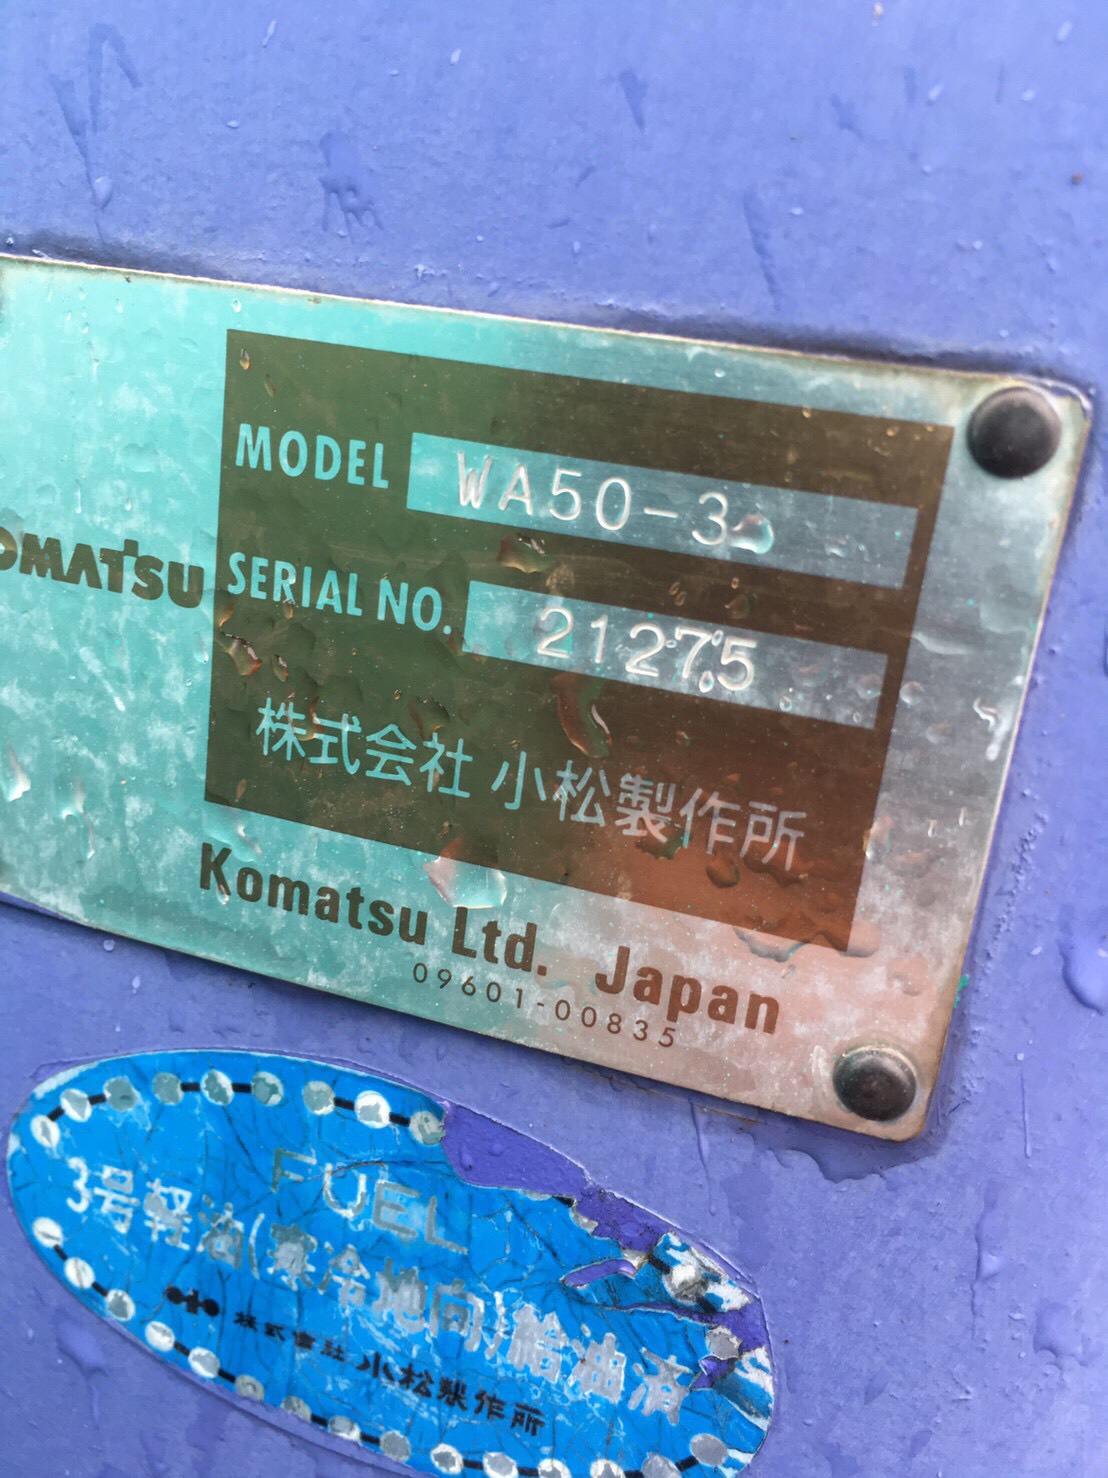 MODEL WA50-3
KOMATSU
SERIAL NO. 21275
株式会社 小松製作所
Komatsu Ltd. Japan
09601-00835
FUEL
3号軽油(寒冷地向)給油済
株式会社 小松製作所